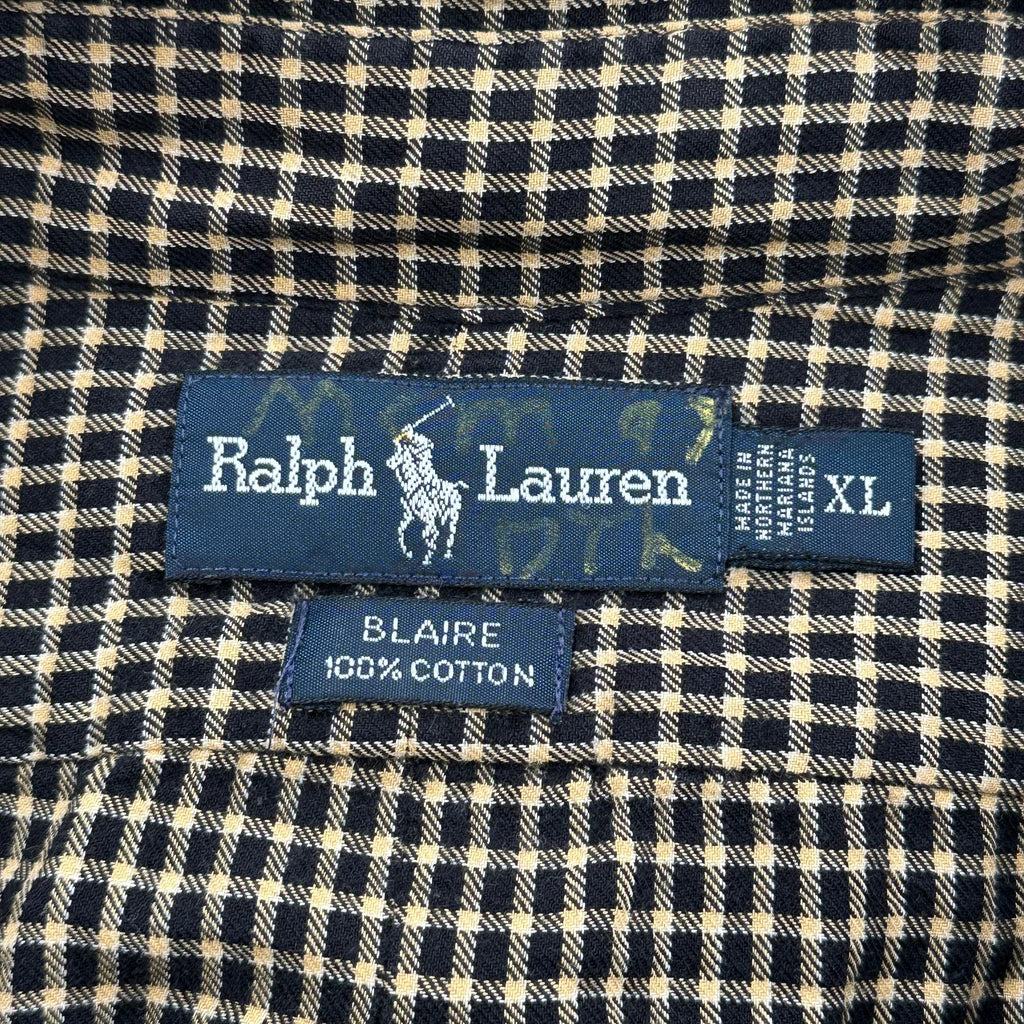 Ralph Lauren
MADE IN
NORTHERN
MARIANA
ISLANDS
XL
BLAIRE
100% COTTON